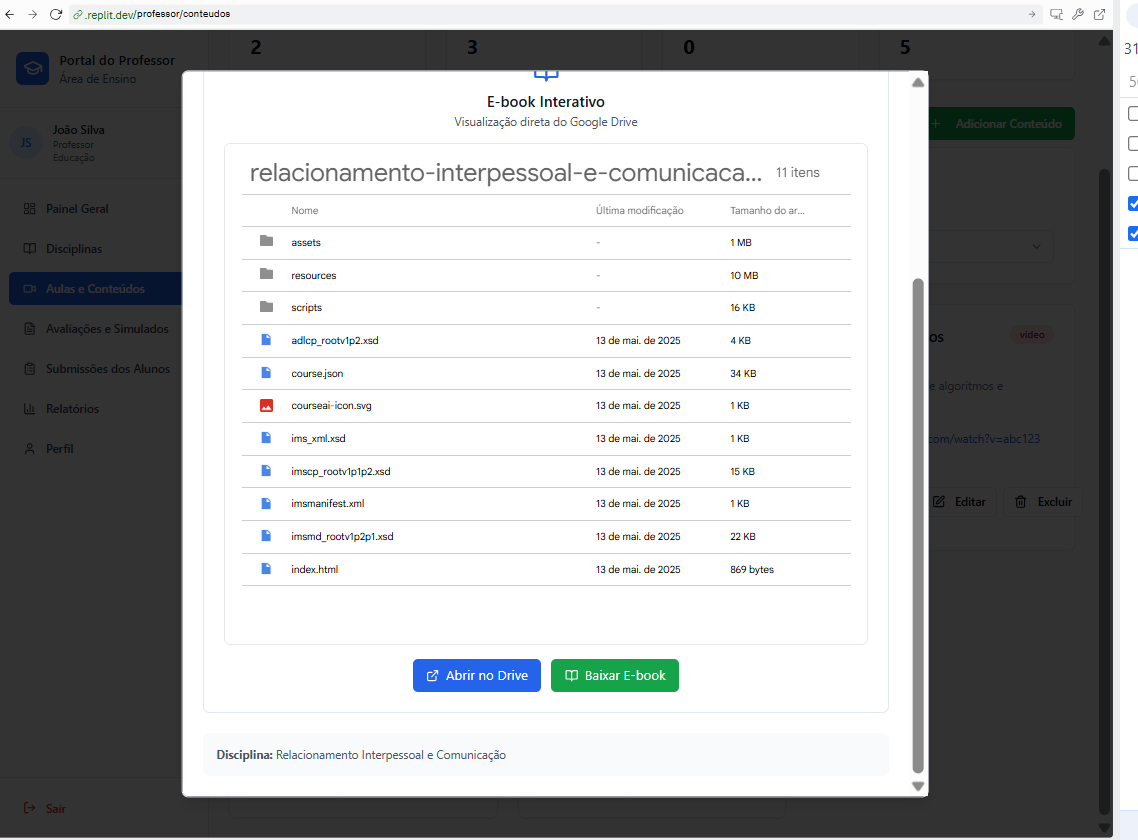 .replit.dev/professor/conteudos
2 3 0 5
31
Portal do Professor
Área de Ensino
JS
João Silva
Professor
Educação
Painel Geral
Disciplinas
Aulas e Conteúdos
Avaliações e Simulados
Submissões dos Alunos
Relatórios
Perfil
Sair
E-book Interativo
Visualização direta do Google Drive
relacionamento-interpessoal-e-comunicaca... 11 itens
Nome Última modificação Tamanho do ar...
assets - 1 MB
resources - 10 MB
scripts - 16 KB
adlcp_rootv1p2.xsd 13 de mai. de 2025 4 KB
course.json 13 de mai. de 2025 34 KB
courseai-icon.svg 13 de mai. de 2025 1 KB
ims_xml.xsd 13 de mai. de 2025 1 KB
imscp_rootv1p1p2.xsd 13 de mai. de 2025 15 KB
imsmanifest.xml 13 de mai. de 2025 1 KB
imsmd_rootv1p2p1.xsd 13 de mai. de 2025 22 KB
index.html 13 de mai. de 2025 869 bytes
Abrir no Drive Baixar E-book
Disciplina: Relacionamento Interpessoal e Comunicação
+ Adicionar Conteúdo
os vídeo
e algoritmos e
com/watch?v=abc123
Editar Excluir